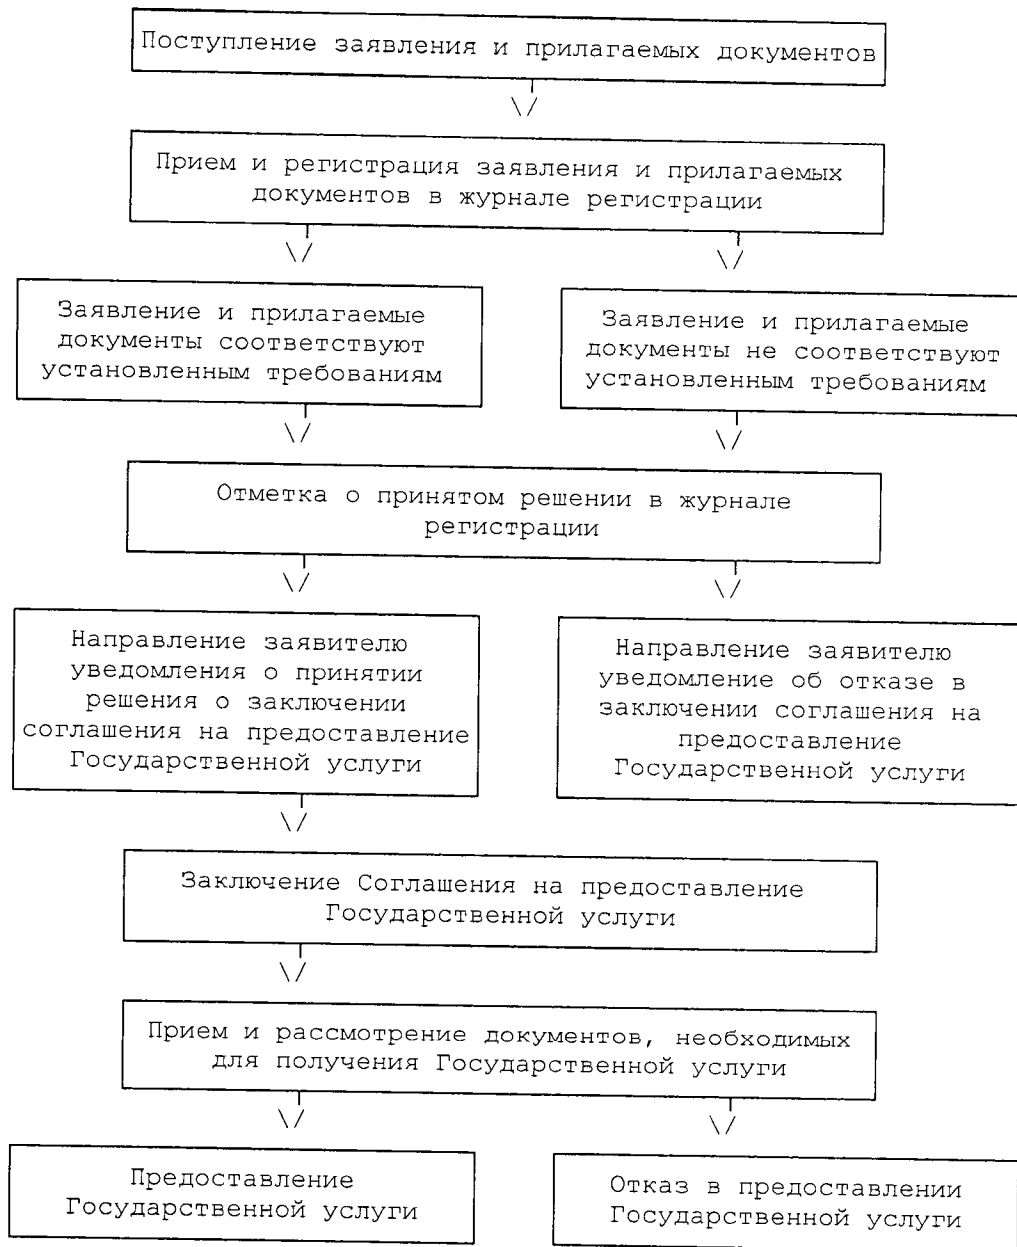 Поступление заявления и прилагаемых документов
Прием и регистрация заявления и прилагаемых
документов в журнале регистрации
Заявление и прилагаемые
документы соответствуют
установленным требованиям
Заявление и прилагаемые
документы не соответствуют
установленным требованиям
Отметка о принятом решении в журнале
регистрации
Направление заявителю
уведомления о принятии
решения о заключении
соглашения на предоставление
Государственной услуги
Направление заявителю
уведомление об отказе в
заключении соглашения на
предоставление
Государственной услуги
Заключение Соглашения на предоставление
Государственной услуги
Прием и рассмотрение документов, необходимых
для получения Государственной услуги
Предоставление
Государственной услуги
Отказ в предоставлении
Государственной услуги